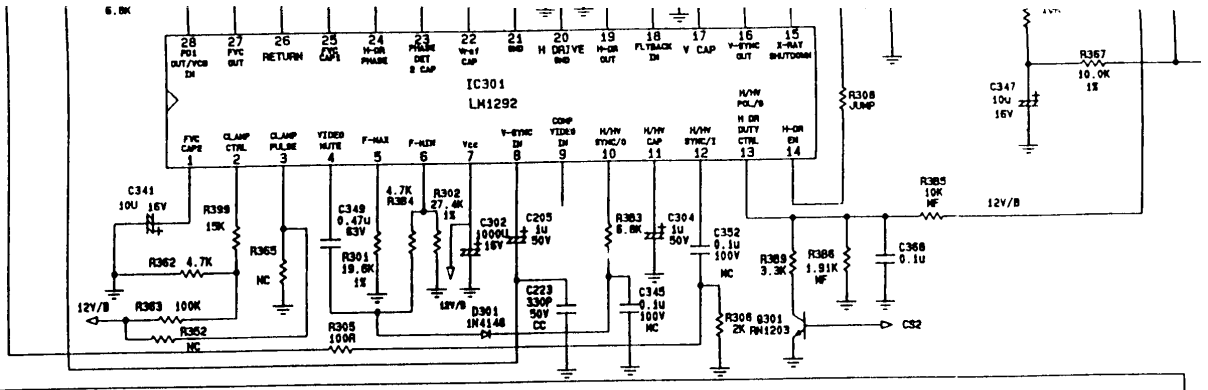 6.8K
28 27 26 25 24 23 22 21 20 19 18 17 16 15
PD1 OUT/VCO IN
FVC OUT
RETURN
FVC CAP1
H-DR PHASE
PHASE DET 2 CAP
Vref CAP
GND
H DRIVE GND
H-DR OUT
FLYBACK IN
V CAP
V-SYNC OUT
X-RAY SHUTDOWN
IC301
LM1292
H/HV POL/B
FVC CAP2
CLAMP CTRL
CLAMP PULSE
VIDEO MUTE
F-MAX
F-MIN
Vcc
V-SYNC IN
COMP VIDEO IN
H/HV SYNC/O
H/HV CAP
H/HV SYNC/I
H DR DUTY CTRL
H-DR EN
1 2 3 4 5 6 7 8 9 10 11 12 13 14
R308
JUMP
R367
10.0K
1%
C347
10U
16V
C341
10U 16V
R399
15K
R365
NC
R362 4.7K
12V/B
R363 100K
R352
NC
C349
0.47U
63V
R301
19.6K
1%
4.7K
R384
R302
27.4K
1%
C302
1000U
16V
12V/B
C205
1U
50V
D301
1N4148
C223
330P
50V
CC
R305
100R
R383
6.8K
C304
1U
50V
C345
0.1U
100V
MC
C352
0.1U
100V
MC
R306
2K
Q301
RN1203
R389
3.3K
R386
1.91K
MF
C368
0.1U
R385
10K
MF
12V/B
CS2